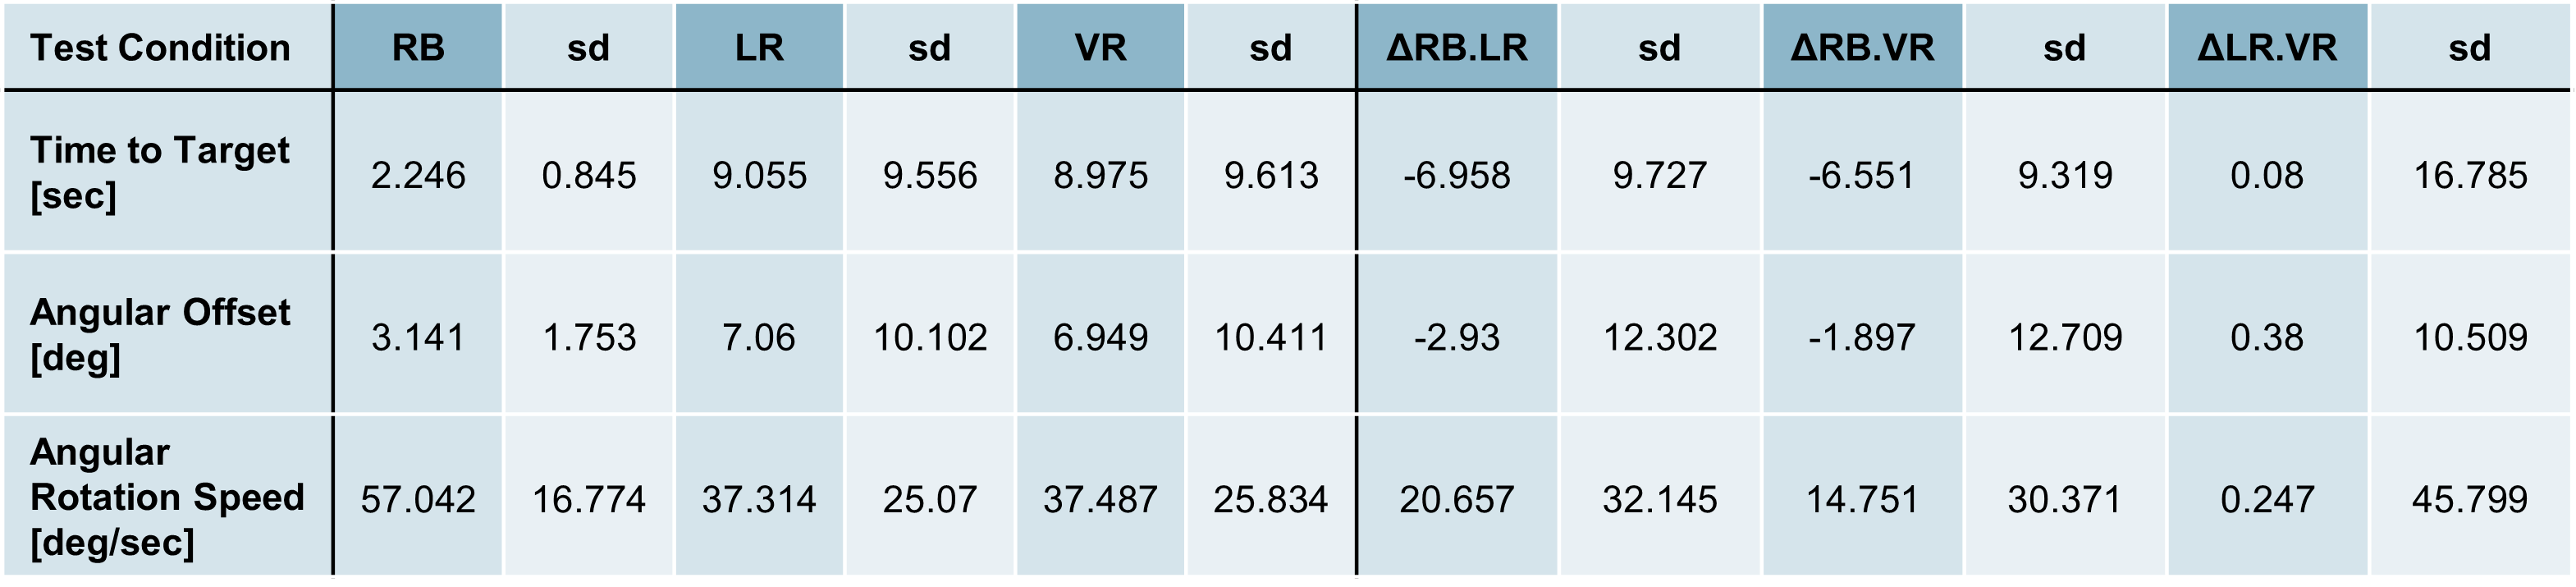 Test Condition RB sd LR sd VR sd ΔRB.LR sd ΔRB.VR sd ΔLR.VR sd
Time to Target
[sec] 2.246 0.845 9.055 9.556 8.975 9.613 -6.958 9.727 -6.551 9.319 0.08 16.785
Angular Offset
[deg] 3.141 1.753 7.06 10.102 6.949 10.411 -2.93 12.302 -1.897 12.709 0.38 10.509
Angular
Rotation Speed 57.042 16.774 37.314 25.07 37.487 25.834 20.657 32.145 14.751 30.371 0.247 45.799
[deg/sec]